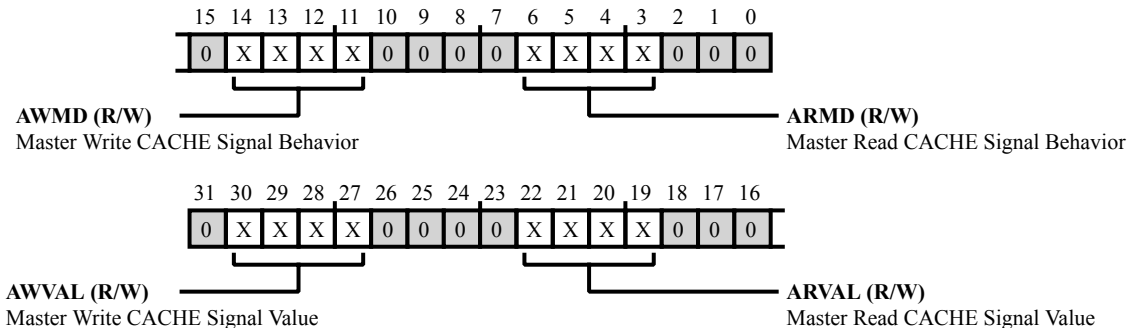 15 14 13 12 11 10 9 8 7 6 5 4 3 2 1 0
0 X X X X 0 0 0 0 X X X X 0 0 0
AWMD (R/W)
Master Write CACHE Signal Behavior
ARMD (R/W)
Master Read CACHE Signal Behavior
31 30 29 28 27 26 25 24 23 22 21 20 19 18 17 16
0 X X X X 0 0 0 0 X X X X 0 0 0
AWVAL (R/W)
Master Write CACHE Signal Value
ARVAL (R/W)
Master Read CACHE Signal Value